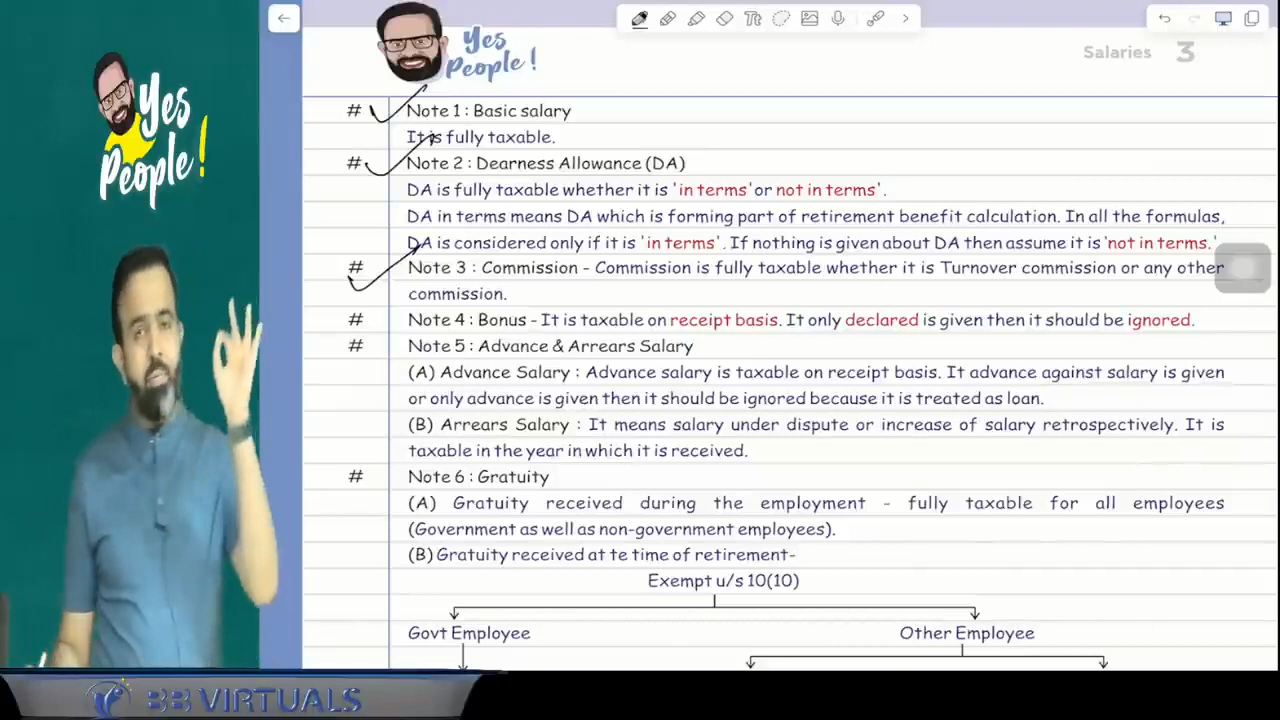 Yes
People!
Yes
People!
Salaries 3
# Note 1 : Basic salary
It is fully taxable.
# Note 2 : Dearness Allowance (DA)
DA is fully taxable whether it is 'in terms' or not in terms'.
DA in terms means DA which is forming part of retirement benefit calculation. In all the formulas,
DA is considered only if it is 'in terms'. If nothing is given about DA then assume it is 'not in terms.'
# Note 3 : Commission - Commission is fully taxable whether it is Turnover commission or any other
commission.
# Note 4 : Bonus - It is taxable on receipt basis. It only declared is given then it should be ignored.
# Note 5 : Advance & Arrears Salary
(A) Advance Salary : Advance salary is taxable on receipt basis. It advance against salary is given
or only advance is given then it should be ignored because it is treated as loan.
(B) Arrears Salary : It means salary under dispute or increase of salary retrospectively. It is
taxable in the year in which it is received.
# Note 6 : Gratuity
(A) Gratuity received during the employment - fully taxable for all employees
(Government as well as non-government employees).
(B) Gratuity received at te time of retirement-
Exempt u/s 10(10)
Govt Employee Other Employee
BB VIRTUALS